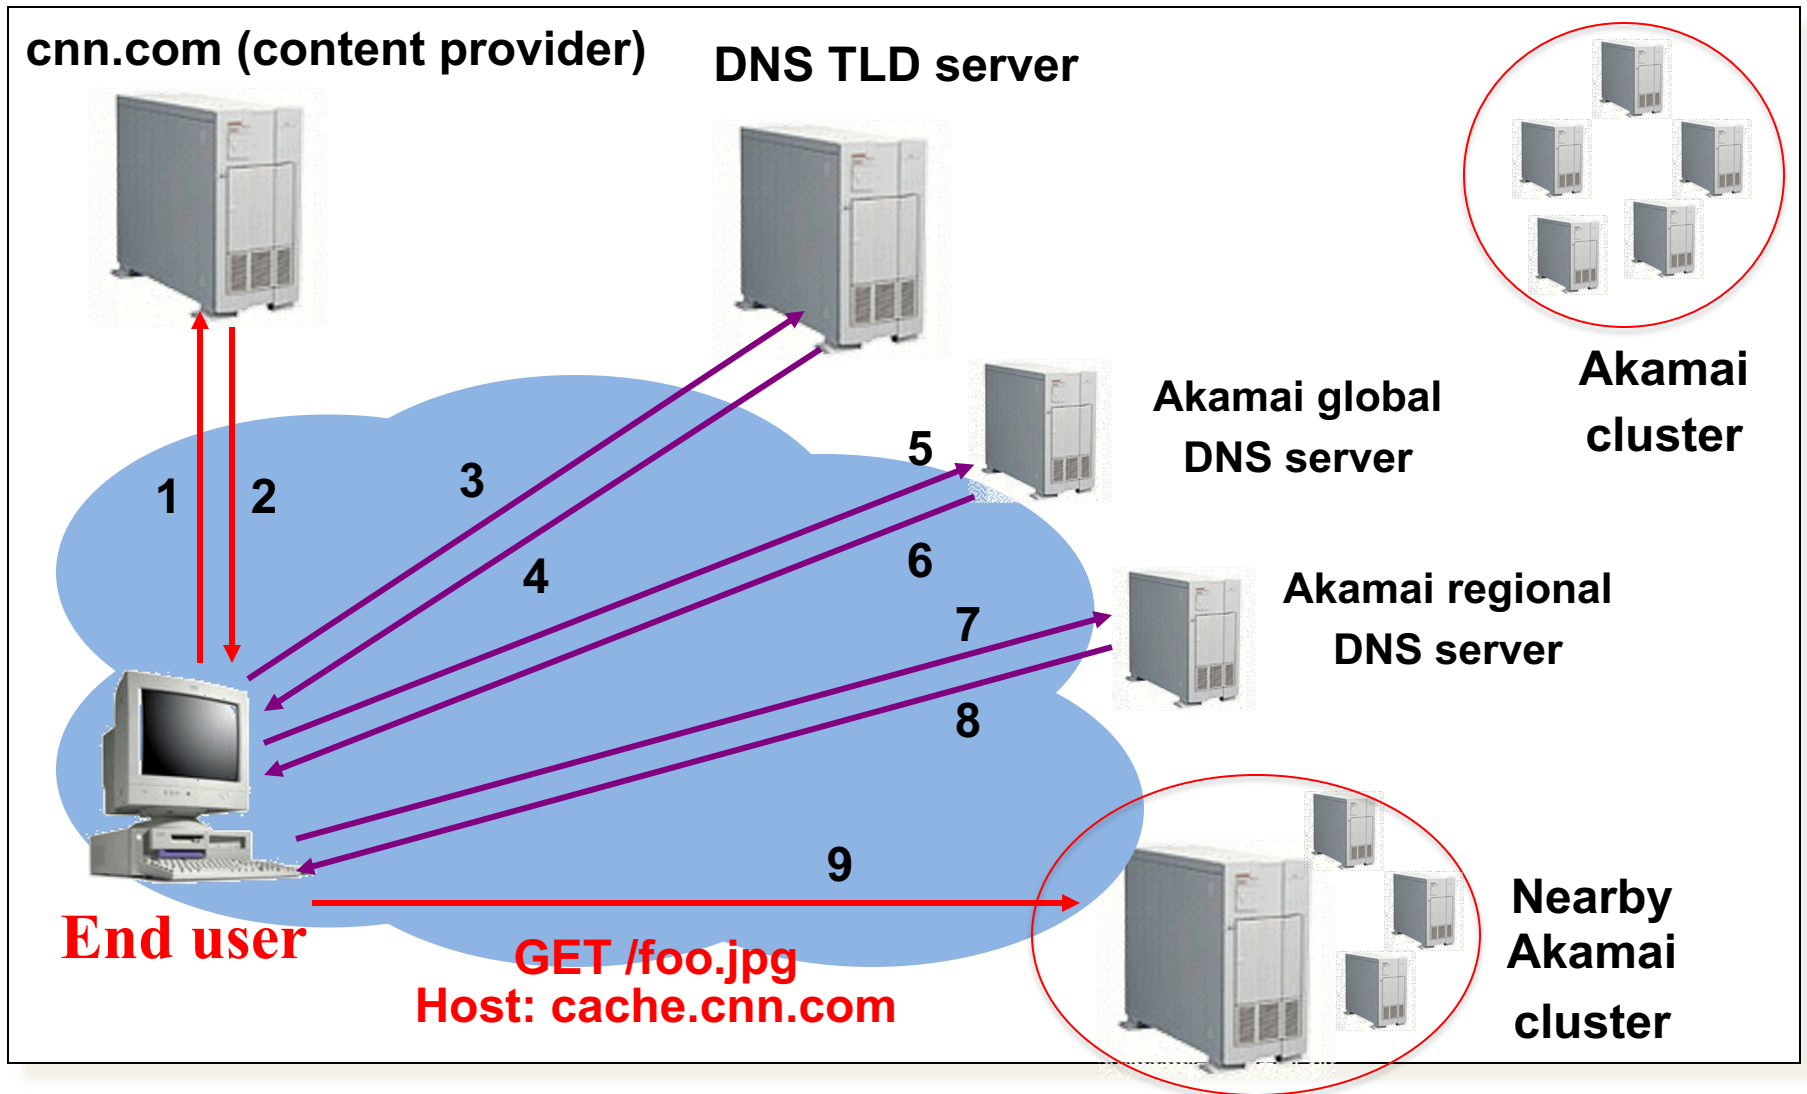 cnn.com (content provider)
DNS TLD server
Akamai
cluster
Akamai global
DNS server
1
2
3
4
5
6
Akamai regional
DNS server
7
8
9
End user
GET /foo.jpg
Host: cache.cnn.com
Nearby
Akamai
cluster